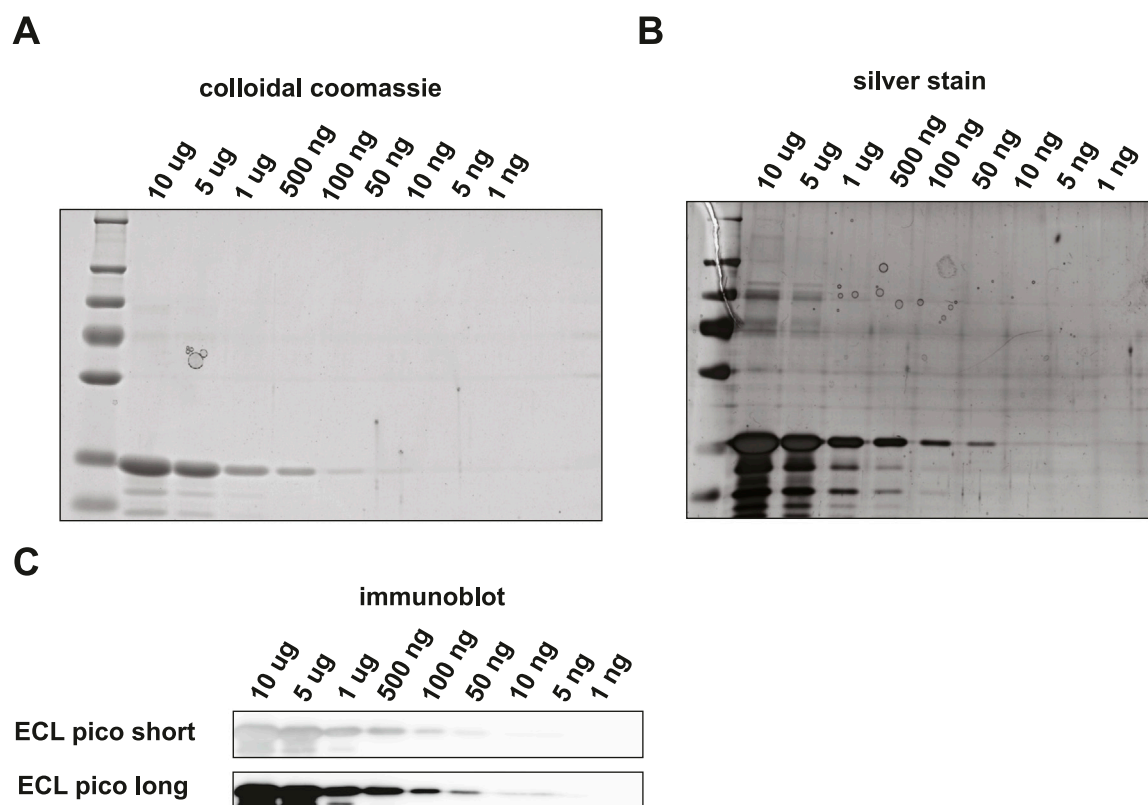 A
colloidal coomassie
10 ug 5 ug 1 ug 500 ng 100 ng 50 ng 10 ng 5 ng 1 ng
B
silver stain
10 ug 5 ug 1 ug 500 ng 100 ng 50 ng 10 ng 5 ng 1 ng
C
immunoblot
10 ug 5 ug 1 ug 500 ng 100 ng 50 ng 10 ng 5 ng 1 ng
ECL pico short
ECL pico long